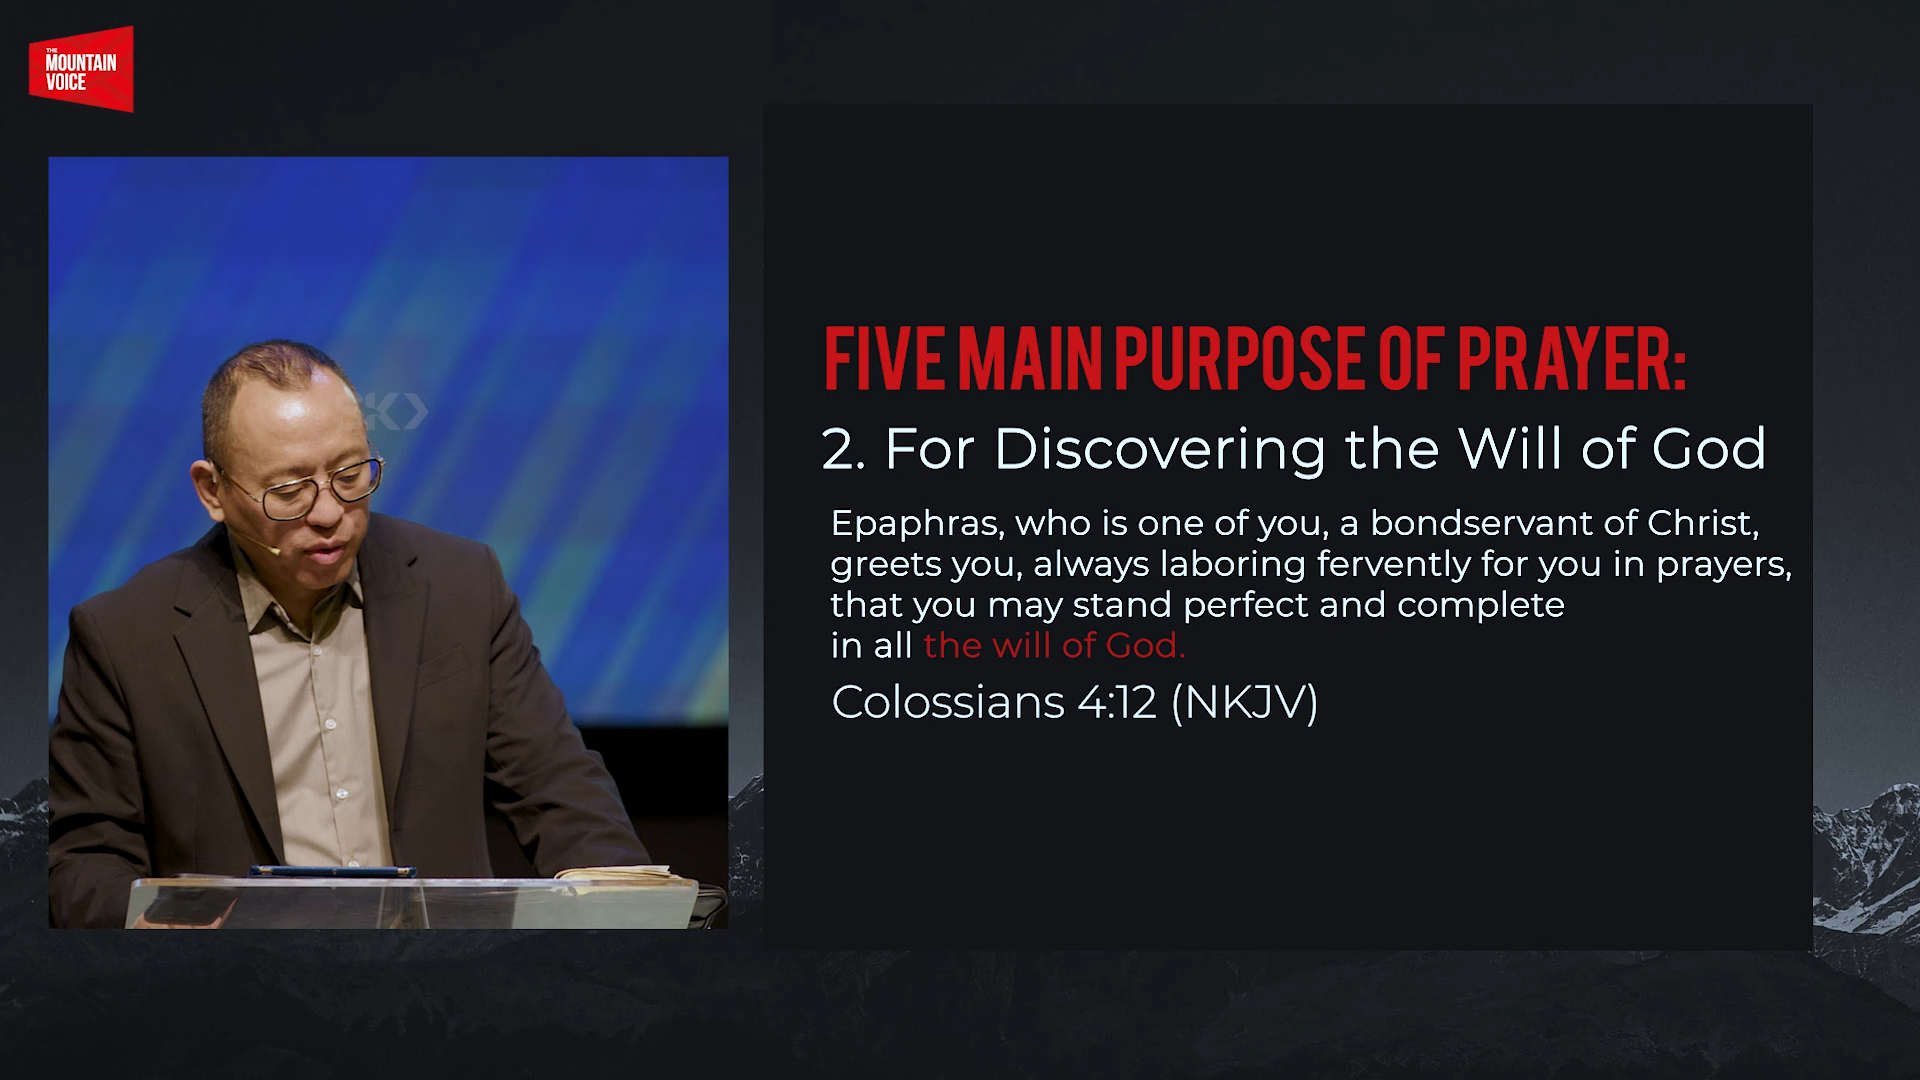 THE
MOUNTAIN
VOICE
FIVE MAIN PURPOSE OF PRAYER:
2. For Discovering the Will of God
Epaphras, who is one of you, a bondservant of Christ,
greets you, always laboring fervently for you in prayers,
that you may stand perfect and complete
in all the will of God.
Colossians 4:12 (NKJV)